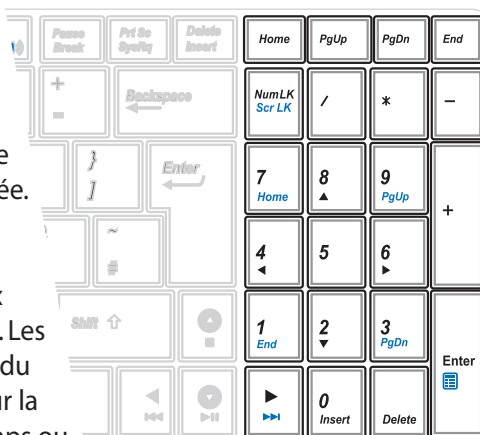 Pause Prt Sc Delete Home PgUp PgDn End
Break SysRq Insert
+ Backspace NumLK / * −
= Scr LK
} Enter 7 8 9 +
] Home ▲ PgUp
ée.
~ 4 5 6
# ◀ ▶
Shift 1 2 3 Enter
. Les End ▼ PgDn
du
r la 0 Delete
Insert
ou